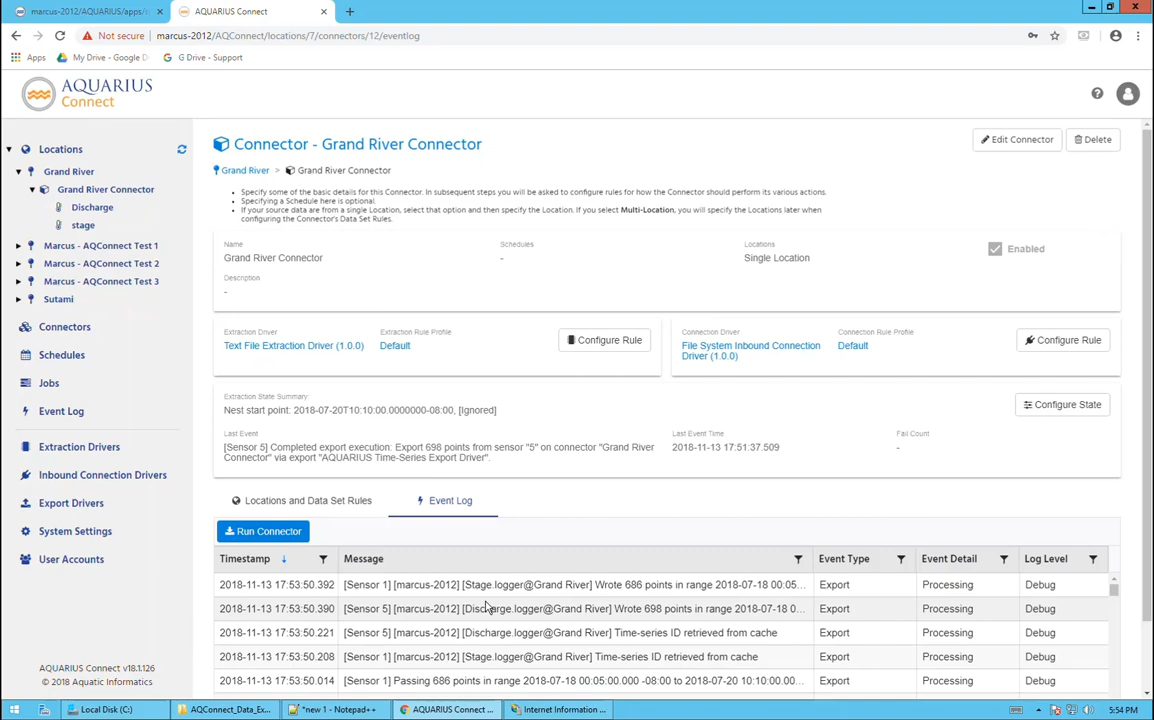 marcus-2012/AQUARIUS/apps/
AQUARIUS Connect
Not secure | marcus-2012/AQConnect/locations/7/connectors/12/eventlog
Apps My Drive - Google D G Drive - Support
AQUARIUS
Connect
Locations
Grand River
Grand River Connector
Discharge
stage
Marcus - AQConnect Test 1
Marcus - AQConnect Test 2
Marcus - AQConnect Test 3
Sutami
Connectors
Schedules
Jobs
Event Log
Extraction Drivers
Inbound Connection Drivers
Export Drivers
System Settings
User Accounts
AQUARIUS Connect v18.1.126
© 2018 Aquatic Informatics
Connector - Grand River Connector
Edit Connector Delete
Grand River > Grand River Connector
• Specify some of the basic details for this Connector. In subsequent steps you will be asked to configure rules for how the Connector should perform its various actions.
• Specifying a Schedule here is optional.
• If your source data are from a single Location, select that option and then specify the Location. If you select Multi-Location, you will specify the Locations later when
configuring the Connector's Data Set Rules.
Name Schedules Locations
Grand River Connector - Single Location Enabled
Description
-
Extraction Driver Extraction Rule Profile
Text File Extraction Driver (1.0.0) Default Configure Rule
Connection Driver Connection Rule Profile
File System Inbound Connection Default Configure Rule
Driver (1.0.0)
Extraction State Summary:
Nest start point: 2018-07-20T10:10:00.0000000-08:00, [Ignored] Configure State
Last Event Last Event Time Fail Count
[Sensor 5] Completed export execution: Export 698 points from sensor "5" on connector "Grand River 2018-11-13 17:51:37.509 -
Connector" via export "AQUARIUS Time-Series Export Driver".
Locations and Data Set Rules Event Log
Run Connector
Timestamp Message Event Type Event Detail Log Level
2018-11-13 17:53:50.392 [Sensor 1] [marcus-2012] [Stage.logger@Grand River] Wrote 686 points in range 2018-07-18 00:05... Export Processing Debug
2018-11-13 17:53:50.390 [Sensor 5] [marcus-2012] [Discharge.logger@Grand River] Wrote 698 points in range 2018-07-18 0... Export Processing Debug
2018-11-13 17:53:50.221 [Sensor 5] [marcus-2012] [Discharge.logger@Grand River] Time-series ID retrieved from cache Export Processing Debug
2018-11-13 17:53:50.208 [Sensor 1] [marcus-2012] [Stage.logger@Grand River] Time-series ID retrieved from cache Export Processing Debug
2018-11-13 17:53:50.014 [Sensor 1] Passing 686 points in range 2018-07-18 00:05:00.000 -08:00 to 2018-07-20 10:10:00.00... Export Processing Debug
Local Disk (C:) AQConnect_Data_Ex... *new 1 - Notepad++ AQUARIUS Connect ... Internet Information ... 5:54 PM